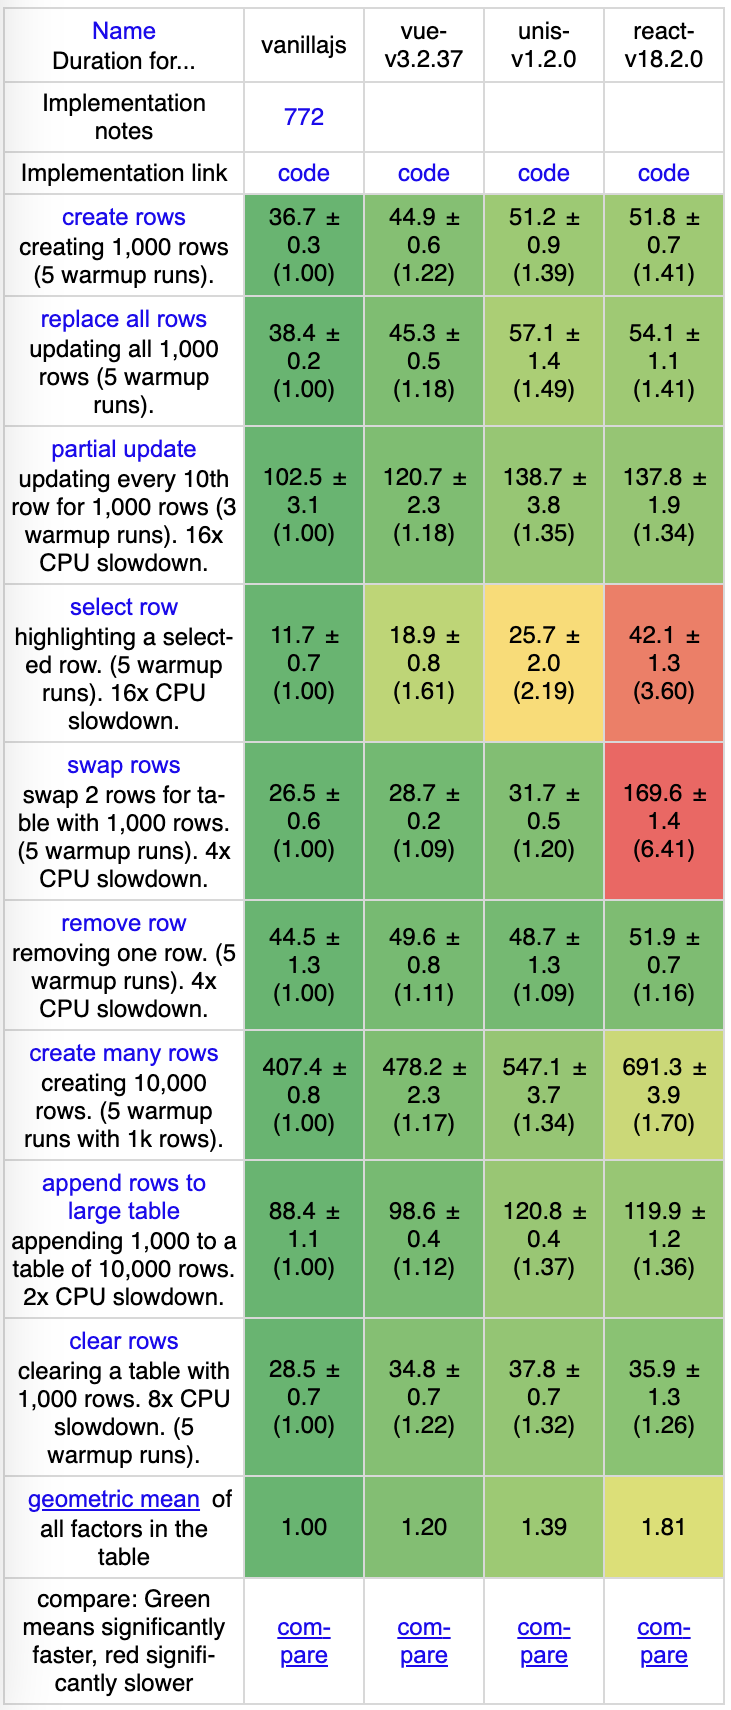 Name
Duration for...
vanillajs
vue-
v3.2.37
unis-
v1.2.0
react-
v18.2.0
Implementation
notes
772
Implementation link
code
code
code
code
create rows
creating 1,000 rows
(5 warmup runs).
36.7 ±
0.3
(1.00)
44.9 ±
0.6
(1.22)
51.2 ±
0.9
(1.39)
51.8 ±
0.7
(1.41)
replace all rows
updating all 1,000
rows (5 warmup
runs).
38.4 ±
0.2
(1.00)
45.3 ±
0.5
(1.18)
57.1 ±
1.4
(1.49)
54.1 ±
1.1
(1.41)
partial update
updating every 10th
row for 1,000 rows (3
warmup runs). 16x
CPU slowdown.
102.5 ±
3.1
(1.00)
120.7 ±
2.3
(1.18)
138.7 ±
3.8
(1.35)
137.8 ±
1.9
(1.34)
select row
highlighting a select-
ed row. (5 warmup
runs). 16x CPU
slowdown.
11.7 ±
0.7
(1.00)
18.9 ±
0.8
(1.61)
25.7 ±
2.0
(2.19)
42.1 ±
1.3
(3.60)
swap rows
swap 2 rows for ta-
ble with 1,000 rows.
(5 warmup runs). 4x
CPU slowdown.
26.5 ±
0.6
(1.00)
28.7 ±
0.2
(1.09)
31.7 ±
0.5
(1.20)
169.6 ±
1.4
(6.41)
remove row
removing one row. (5
warmup runs). 4x
CPU slowdown.
44.5 ±
1.3
(1.00)
49.6 ±
0.8
(1.11)
48.7 ±
1.3
(1.09)
51.9 ±
0.7
(1.16)
create many rows
creating 10,000
rows. (5 warmup
runs with 1k rows).
407.4 ±
0.8
(1.00)
478.2 ±
2.3
(1.17)
547.1 ±
3.7
(1.34)
691.3 ±
3.9
(1.70)
append rows to
large table
appending 1,000 to a
table of 10,000 rows.
2x CPU slowdown.
88.4 ±
1.1
(1.00)
98.6 ±
0.4
(1.12)
120.8 ±
0.4
(1.37)
119.9 ±
1.2
(1.36)
clear rows
clearing a table with
1,000 rows. 8x CPU
slowdown. (5
warmup runs).
28.5 ±
0.7
(1.00)
34.8 ±
0.7
(1.22)
37.8 ±
0.7
(1.32)
35.9 ±
1.3
(1.26)
geometric mean of
all factors in the
table
1.00
1.20
1.39
1.81
compare: Green
means significantly
faster, red signifi-
cantly slower
com-
pare
com-
pare
com-
pare
com-
pare